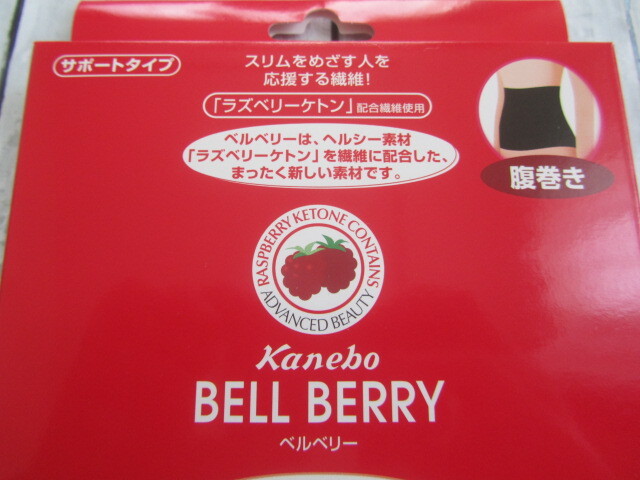 サポートタイプ
スリムをめざす人を
応援する繊維!
「ラズベリーケトン」配合繊維使用
ベルベリーは、ヘルシー素材
「ラズベリーケトン」を繊維に配合した、
まったく新しい素材です。
腹巻き
RASPBERRY KETONE CONTAINS
ADVANCED BEAUTY
Kanebo
BELL BERRY
ベルベリー